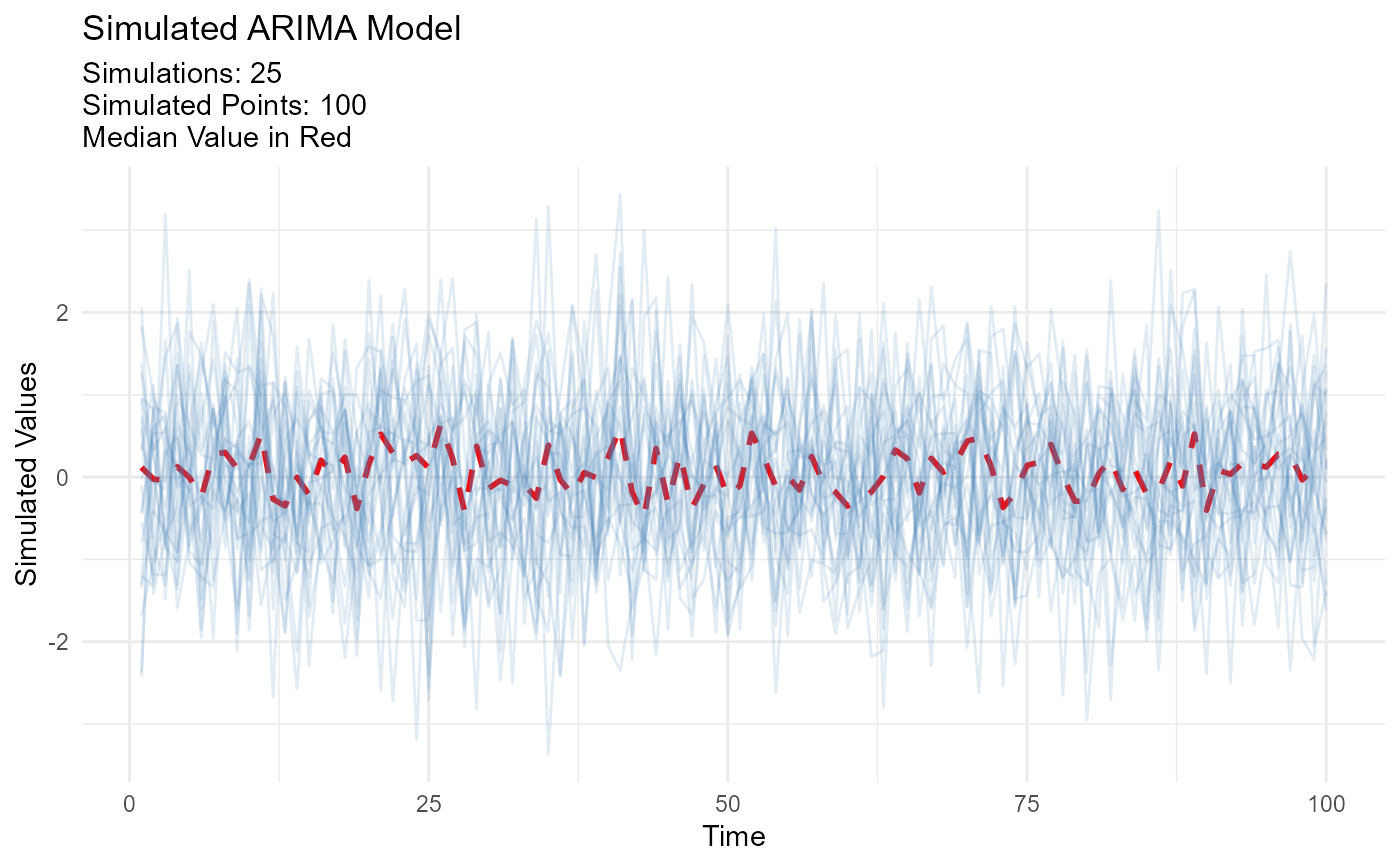 Simulated ARIMA Model
Simulations: 25
Simulated Points: 100
Median Value in Red
Simulated Values
2
0
-2
0
25
50
75
100
Time